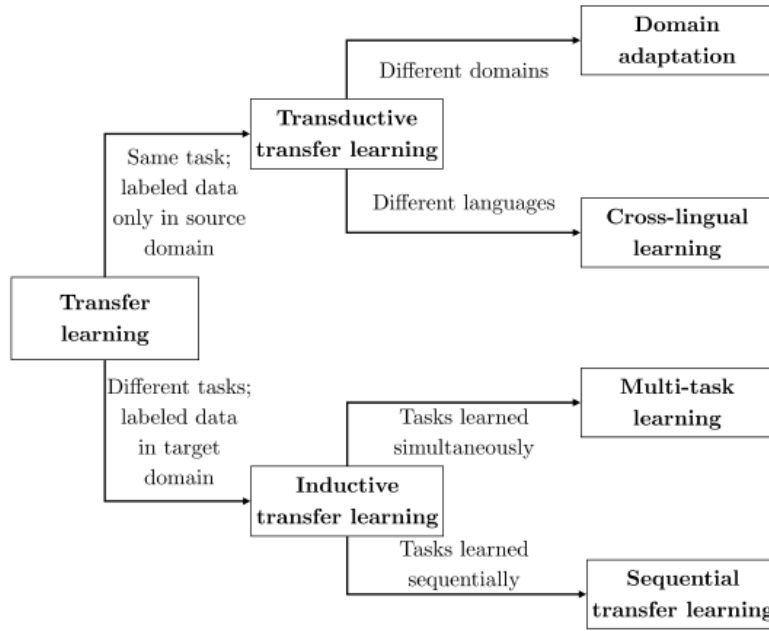 Domain
adaptation
Different domains
Transductive
transfer learning
Same task;
labeled data
only in source
domain
Different languages
Cross-lingual
learning
Transfer
learning
Different tasks;
labeled data
in target
domain
Multi-task
learning
Tasks learned
simultaneously
Inductive
transfer learning
Tasks learned
sequentially
Sequential
transfer learning